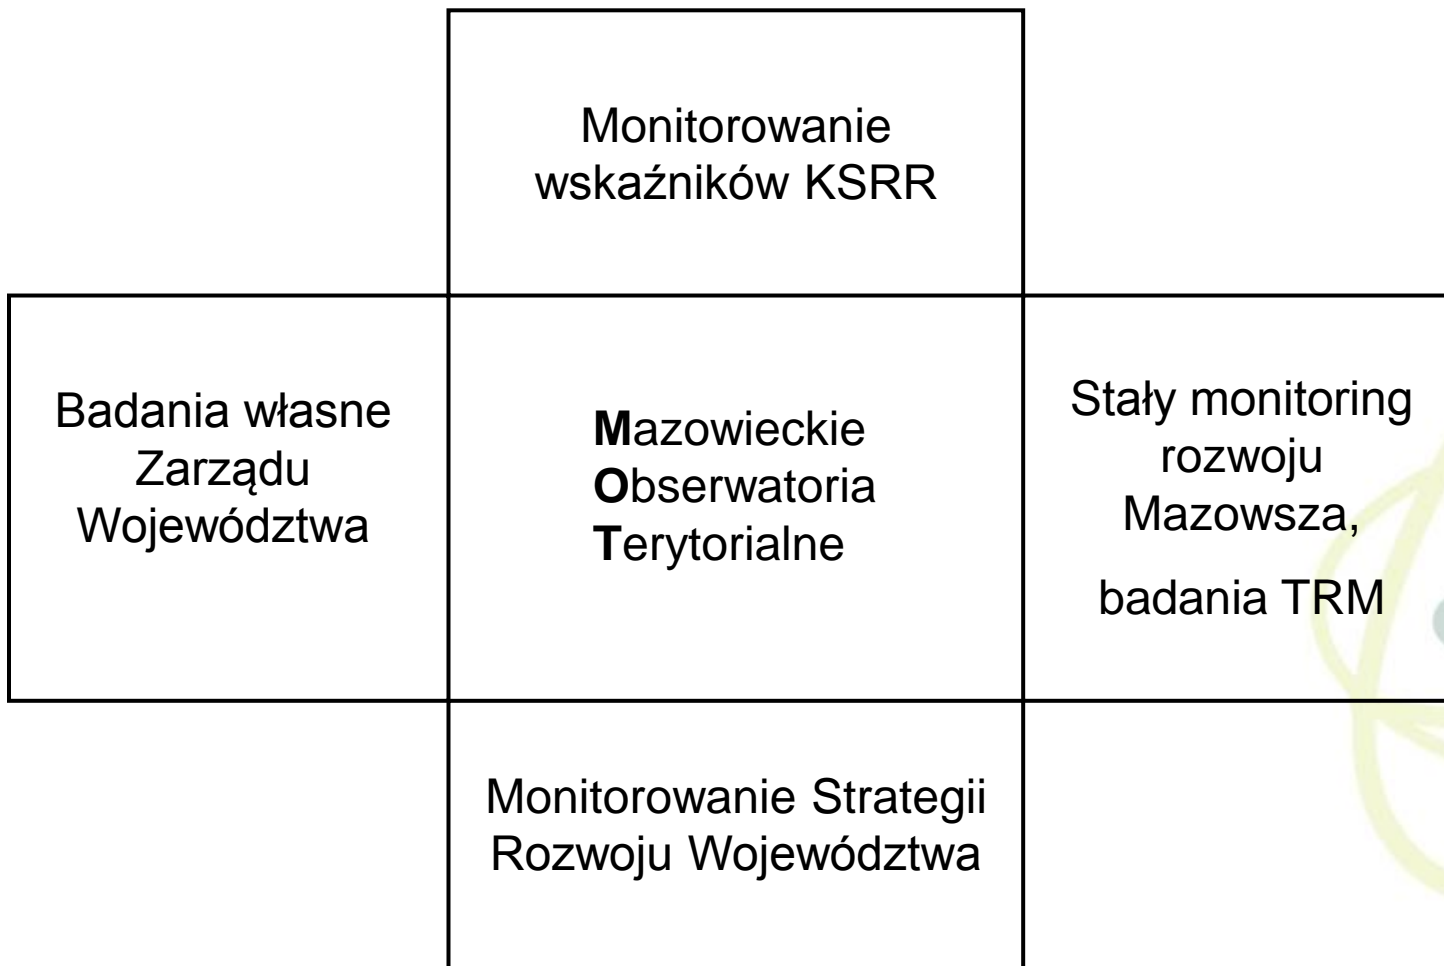 Monitorowanie
wskaźników KSRR
Badania własne
Zarządu
Województwa
Mazowieckie
Obserwatoria
Terytorialne
Stały monitoring
rozwoju
Mazowsza,
badania TRM
Monitorowanie Strategii
Rozwoju Województwa